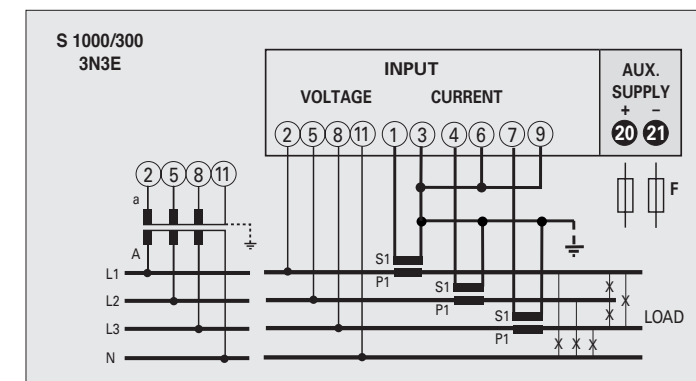 S 1000/300
3N3E
INPUT
VOLTAGE CURRENT
AUX.
SUPPLY
+ –
2 5 8 11 1 3 4 6 7 9
20 21
2 5 8 11
F
a
A
S1
P1
S1
P1
S1
P1
L1
L2
L3
N
LOAD